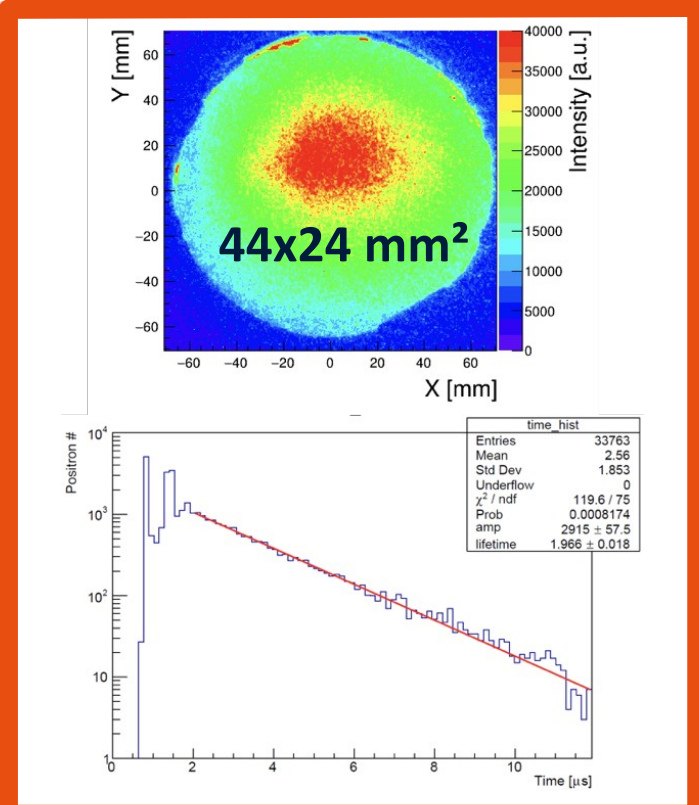 Y [mm]
60
40
20
0
−20
−40
−60
44x24 mm²
−60 −40 −20 0 20 40 60
X [mm]
40000
35000
30000
25000
20000
15000
10000
5000
0
Intensity [a.u.]
Positron #
10⁴
10³
10²
10
1
time_hist
Entries 33763
Mean 2.56
Std Dev 1.853
Underflow 0
χ² / ndf 119.6 / 75
Prob 0.0008174
amp 2915 ± 57.5
lifetime 1.966 ± 0.018
0 2 4 6 8 10
Time [μs]